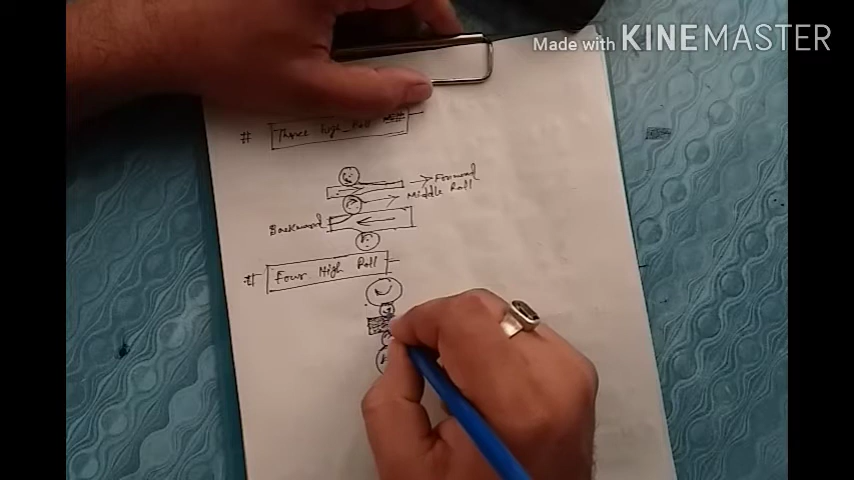 Made with KINEMASTER
# Three high Roll
Forward
Middle Roll
Backward
# Four High Roll